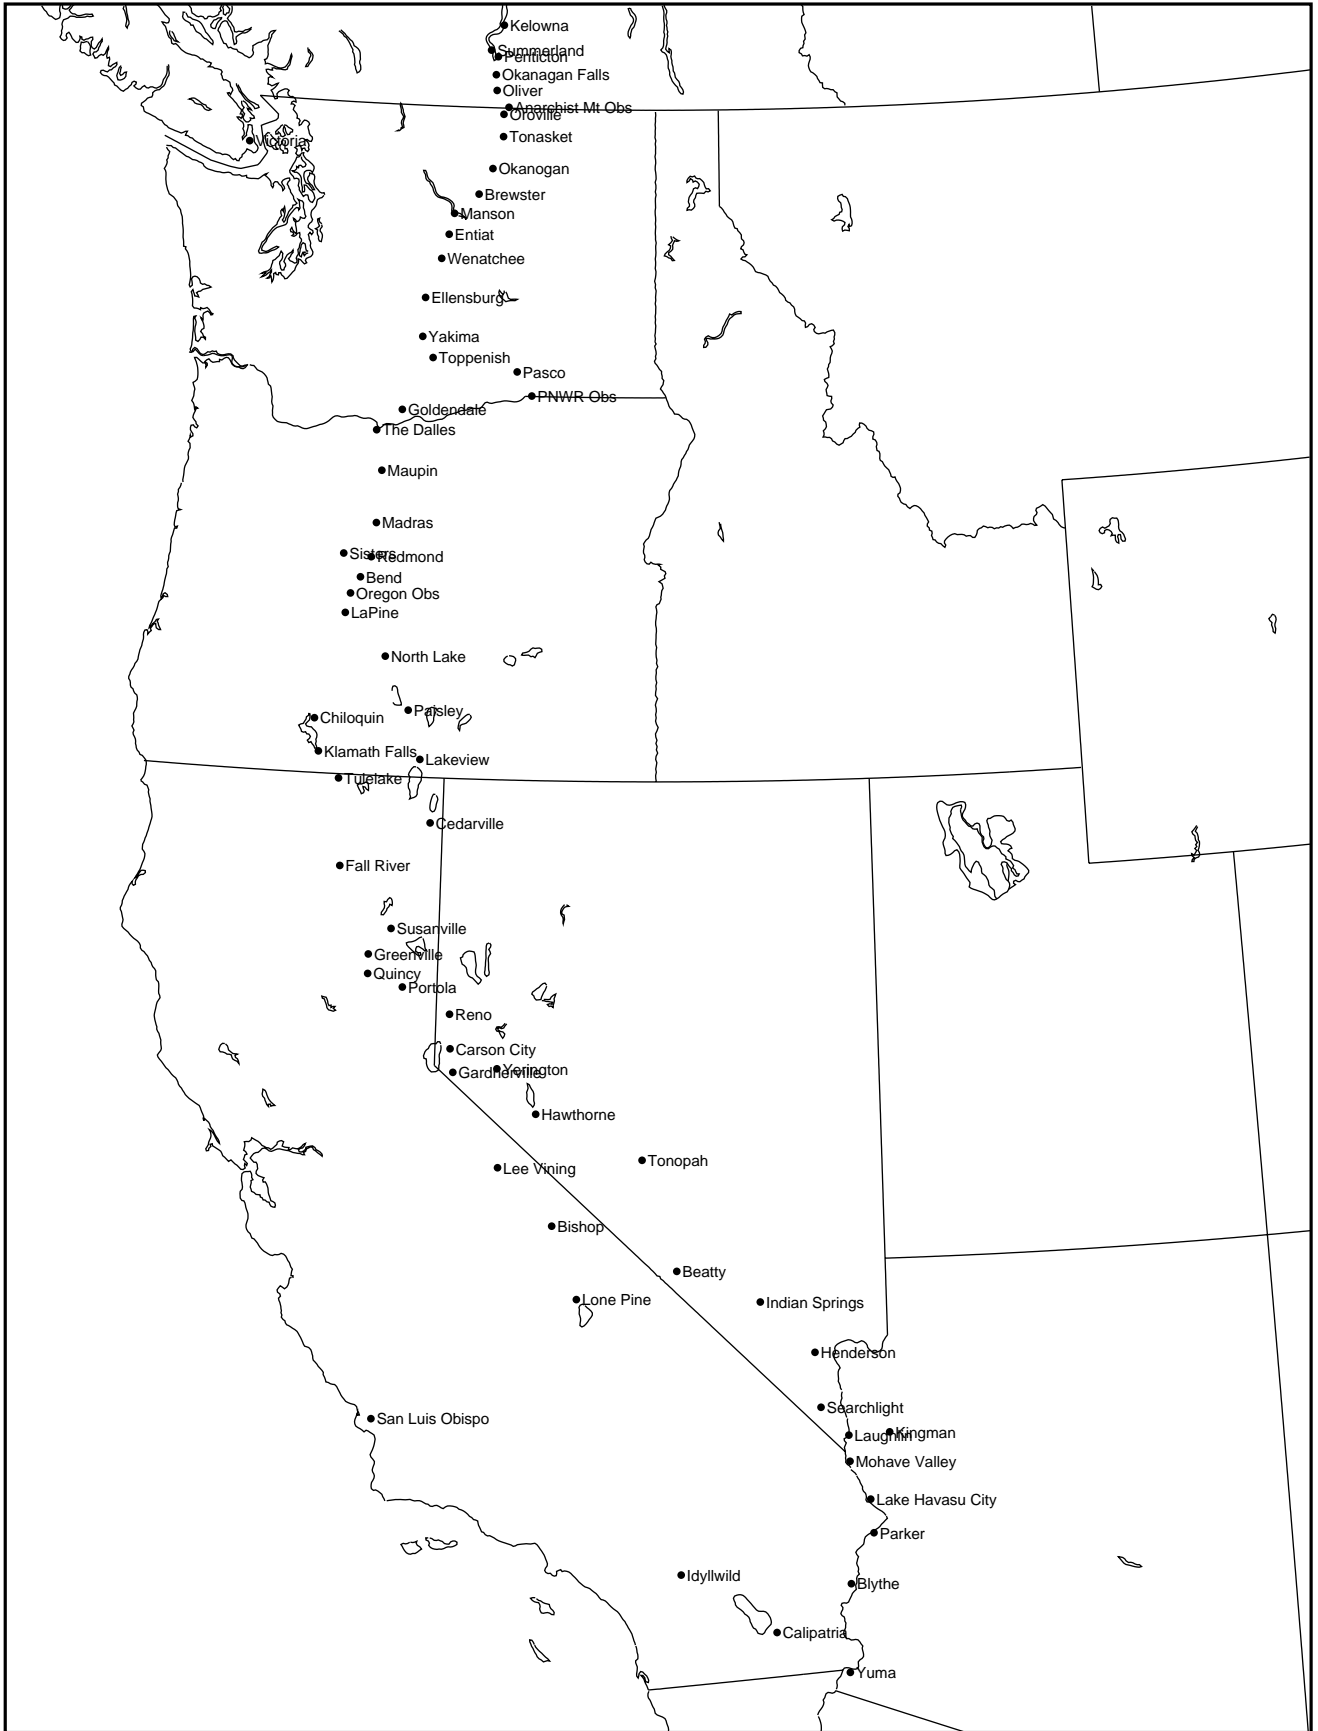 Kelowna
Summerland
Penticton
Okanagan Falls
Oliver
Anarchist Mt Obs
Oroville
Tonasket
Victoria
Okanogan
Brewster
Manson
Entiat
Wenatchee
Ellensburg
Yakima
Toppenish
Pasco
PNWR Obs
Goldendale
The Dalles
Maupin
Madras
Sisters
Redmond
Bend
Oregon Obs
LaPine
North Lake
Paisley
Chiloquin
Klamath Falls
Lakeview
Tulelake
Cedarville
Fall River
Susanville
Greenville
Quincy
Portola
Reno
Carson City
Yerington
Gardnerville
Hawthorne
Tonopah
Lee Vining
Bishop
Beatty
Lone Pine
Indian Springs
Henderson
Searchlight
San Luis Obispo
Kingman
Laughlin
Mohave Valley
Lake Havasu City
Parker
Idyllwild
Blythe
Calipatria
Yuma